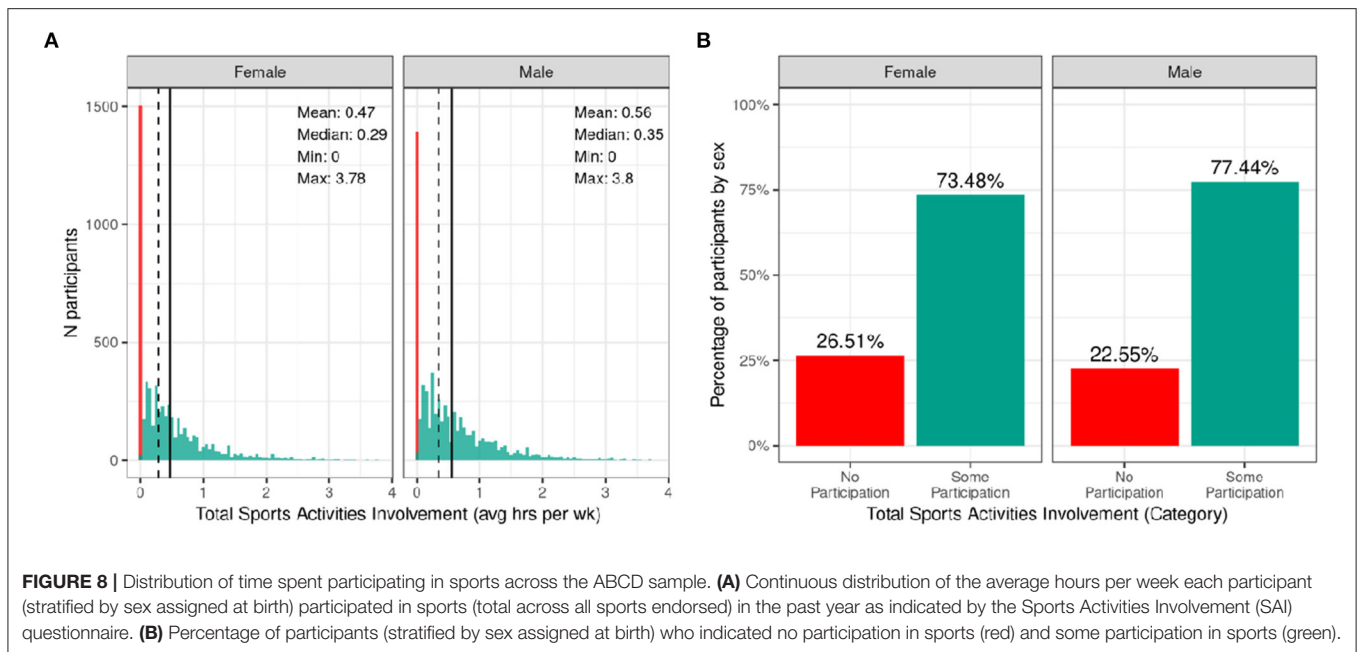 A
Female
Male
1500
1000
500
0
N participants
Mean: 0.47
Median: 0.29
Min: 0
Max: 3.78
Mean: 0.56
Median: 0.35
Min: 0
Max: 3.8
0 1 2 3 4
0 1 2 3 4
Total Sports Activities Involvement (avg hrs per wk)
B
Female
Male
100%
75%
50%
25%
0%
Percentage of participants by sex
26.51%
73.48%
22.55%
77.44%
No
Participation
Some
Participation
No
Participation
Some
Participation
Total Sports Activities Involvement (Category)
FIGURE 8 | Distribution of time spent participating in sports across the ABCD sample. (A) Continuous distribution of the average hours per week each participant
(stratified by sex assigned at birth) participated in sports (total across all sports endorsed) in the past year as indicated by the Sports Activities Involvement (SAI)
questionnaire. (B) Percentage of participants (stratified by sex assigned at birth) who indicated no participation in sports (red) and some participation in sports (green).